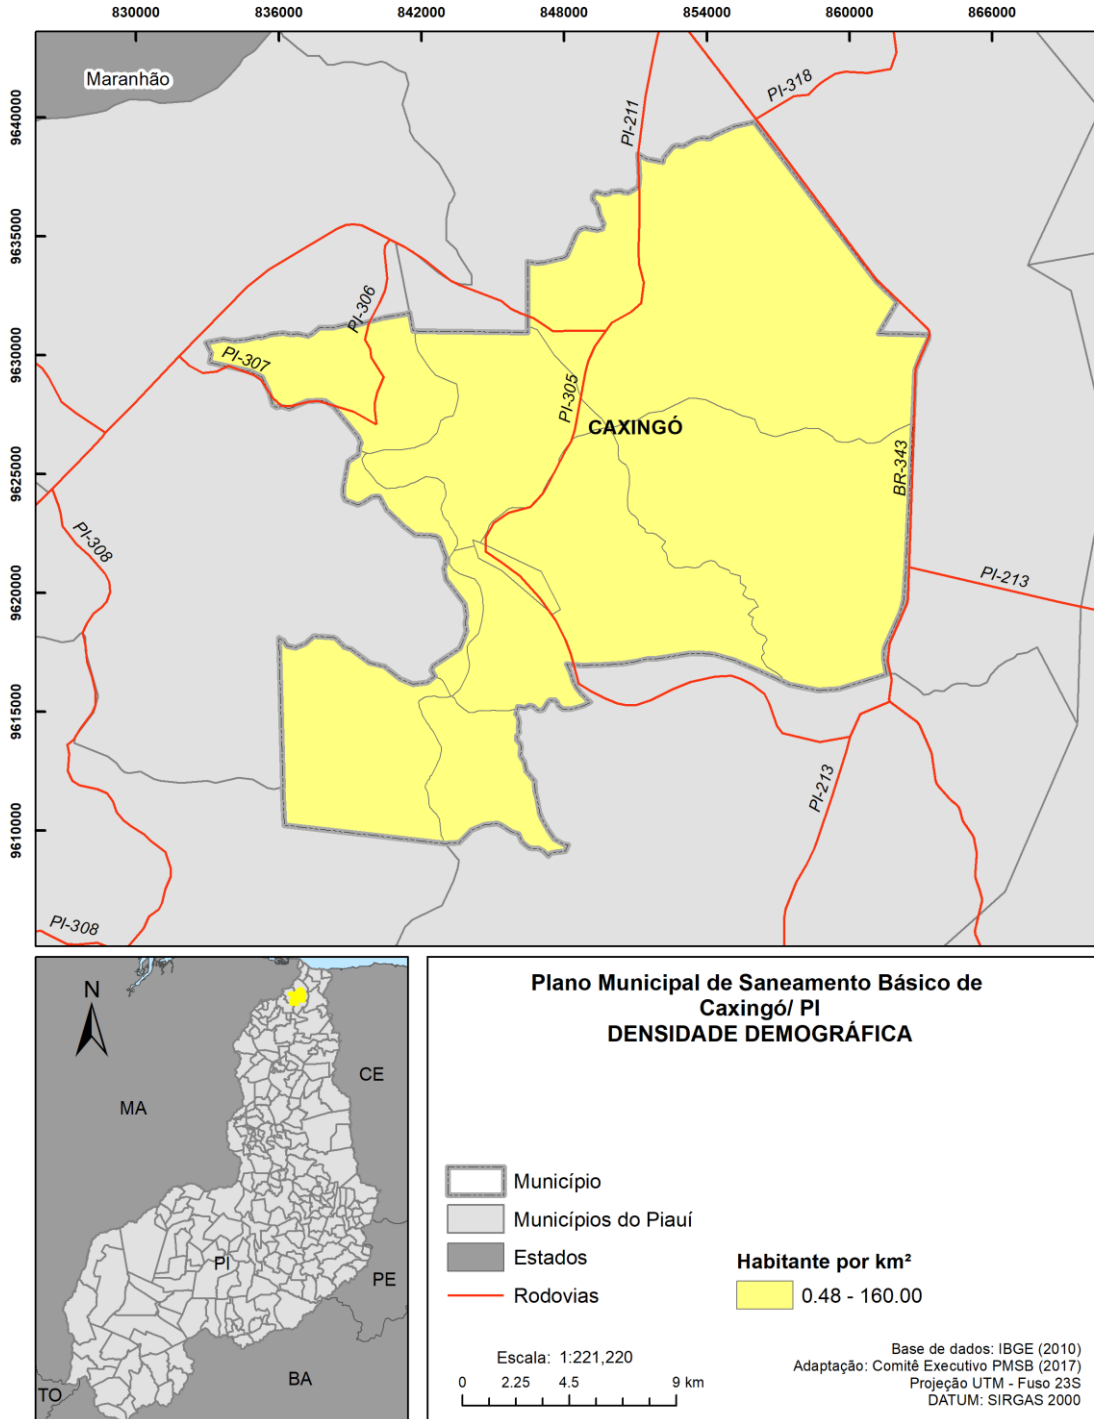 830000 836000 842000 848000 854000 860000 866000
9640000
9635000
9630000
9625000
9620000
9615000
9610000
Maranhão
PI-318
PI-211
PI-306
PI-307
PI-305
CAXINGÓ
BR-343
PI-308
PI-213
PI-213
PI-308
N
MA
CE
PI
PE
BA
TO
Plano Municipal de Saneamento Básico de
Caxingó/ PI
DENSIDADE DEMOGRÁFICA
Município
Municípios do Piauí
Estados
Rodovias
Habitante por km²
0.48 - 160.00
Escala: 1:221,220
0 2.25 4.5 9 km
Base de dados: IBGE (2010)
Adaptação: Comitê Executivo PMSB (2017)
Projeção UTM - Fuso 23S
DATUM: SIRGAS 2000